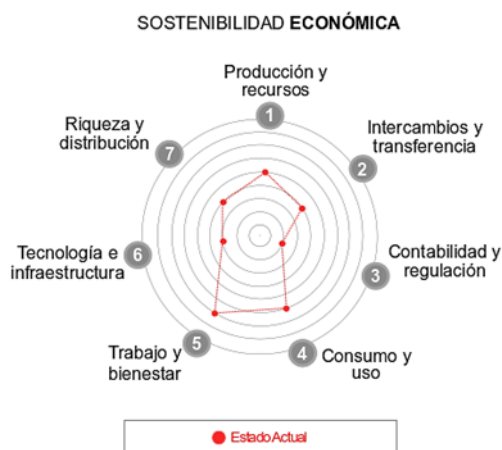 SOSTENIBILIDAD ECONÓMICA
Producción y
recursos
1
Intercambios y
transferencia
2
Contabilidad y
regulación
3
Consumo y
uso
4
Trabajo y
bienestar
5
Tecnología e
infraestructura
6
Riqueza y
distribución
7
Estado Actual